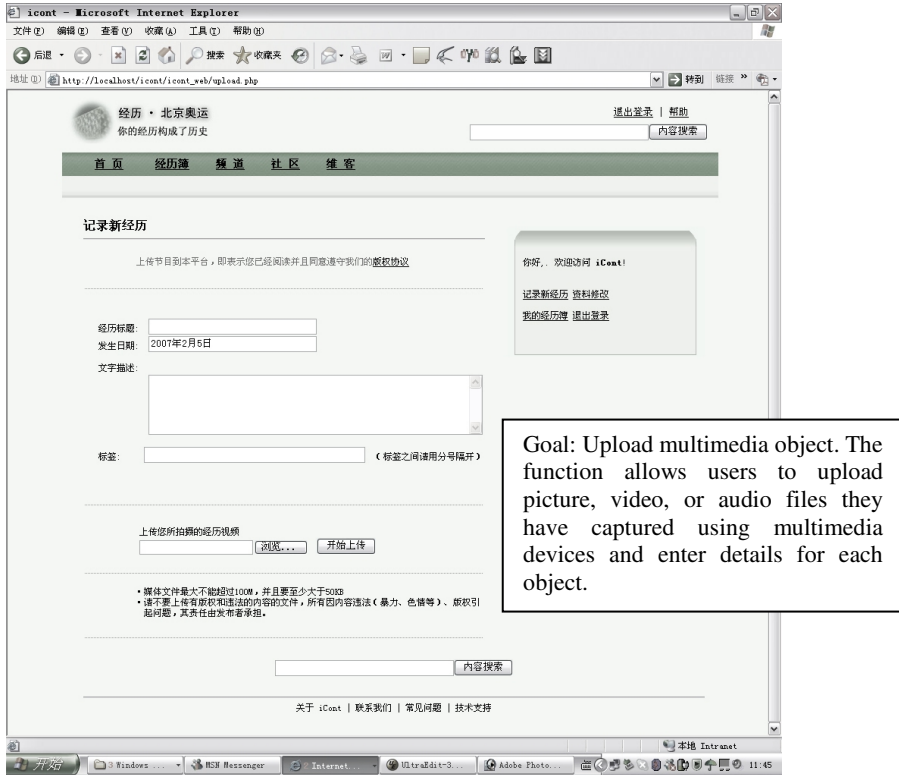 icont - Microsoft Internet Explorer
文件(F) 编辑(E) 查看(V) 收藏(A) 工具(T) 帮助(H)
后退 搜索 收藏夹
地址(D) http://localhost/icont/icont_web/upload.php 转到 链接 »
经历 · 北京奥运
你的经历构成了历史
退出登录 | 帮助
内容搜索
首 页 经历簿 频 道 社 区 维 客
记录新经历
上传节目到本平台，即表示您已经阅读并且同意遵守我们的版权协议
你好,. 欢迎访问 iCont!
记录新经历 资料修改
我的经历簿 退出登录
经历标题:
发生日期: 2007年2月5日
文字描述:
标签: (标签之间请用分号隔开)
上传您所拍摄的经历视频
浏览... 开始上传
•媒体文件最大不能超过100M，并且要至少大于50KB
•请不要上传有版权和违法的内容的文件，所有因内容违法(暴力、色情等)、版权引
起问题，其责任由发布者承担。
内容搜索
关于 iCont | 联系我们 | 常见问题 | 技术支持
Goal: Upload multimedia object. The
function allows users to upload
picture, video, or audio files they
have captured using multimedia
devices and enter details for each
object.
本地 Intranet
开始 3 Windows ... MSN Messenger Internet... UltraEdit-3... Adobe Photo... 11:45